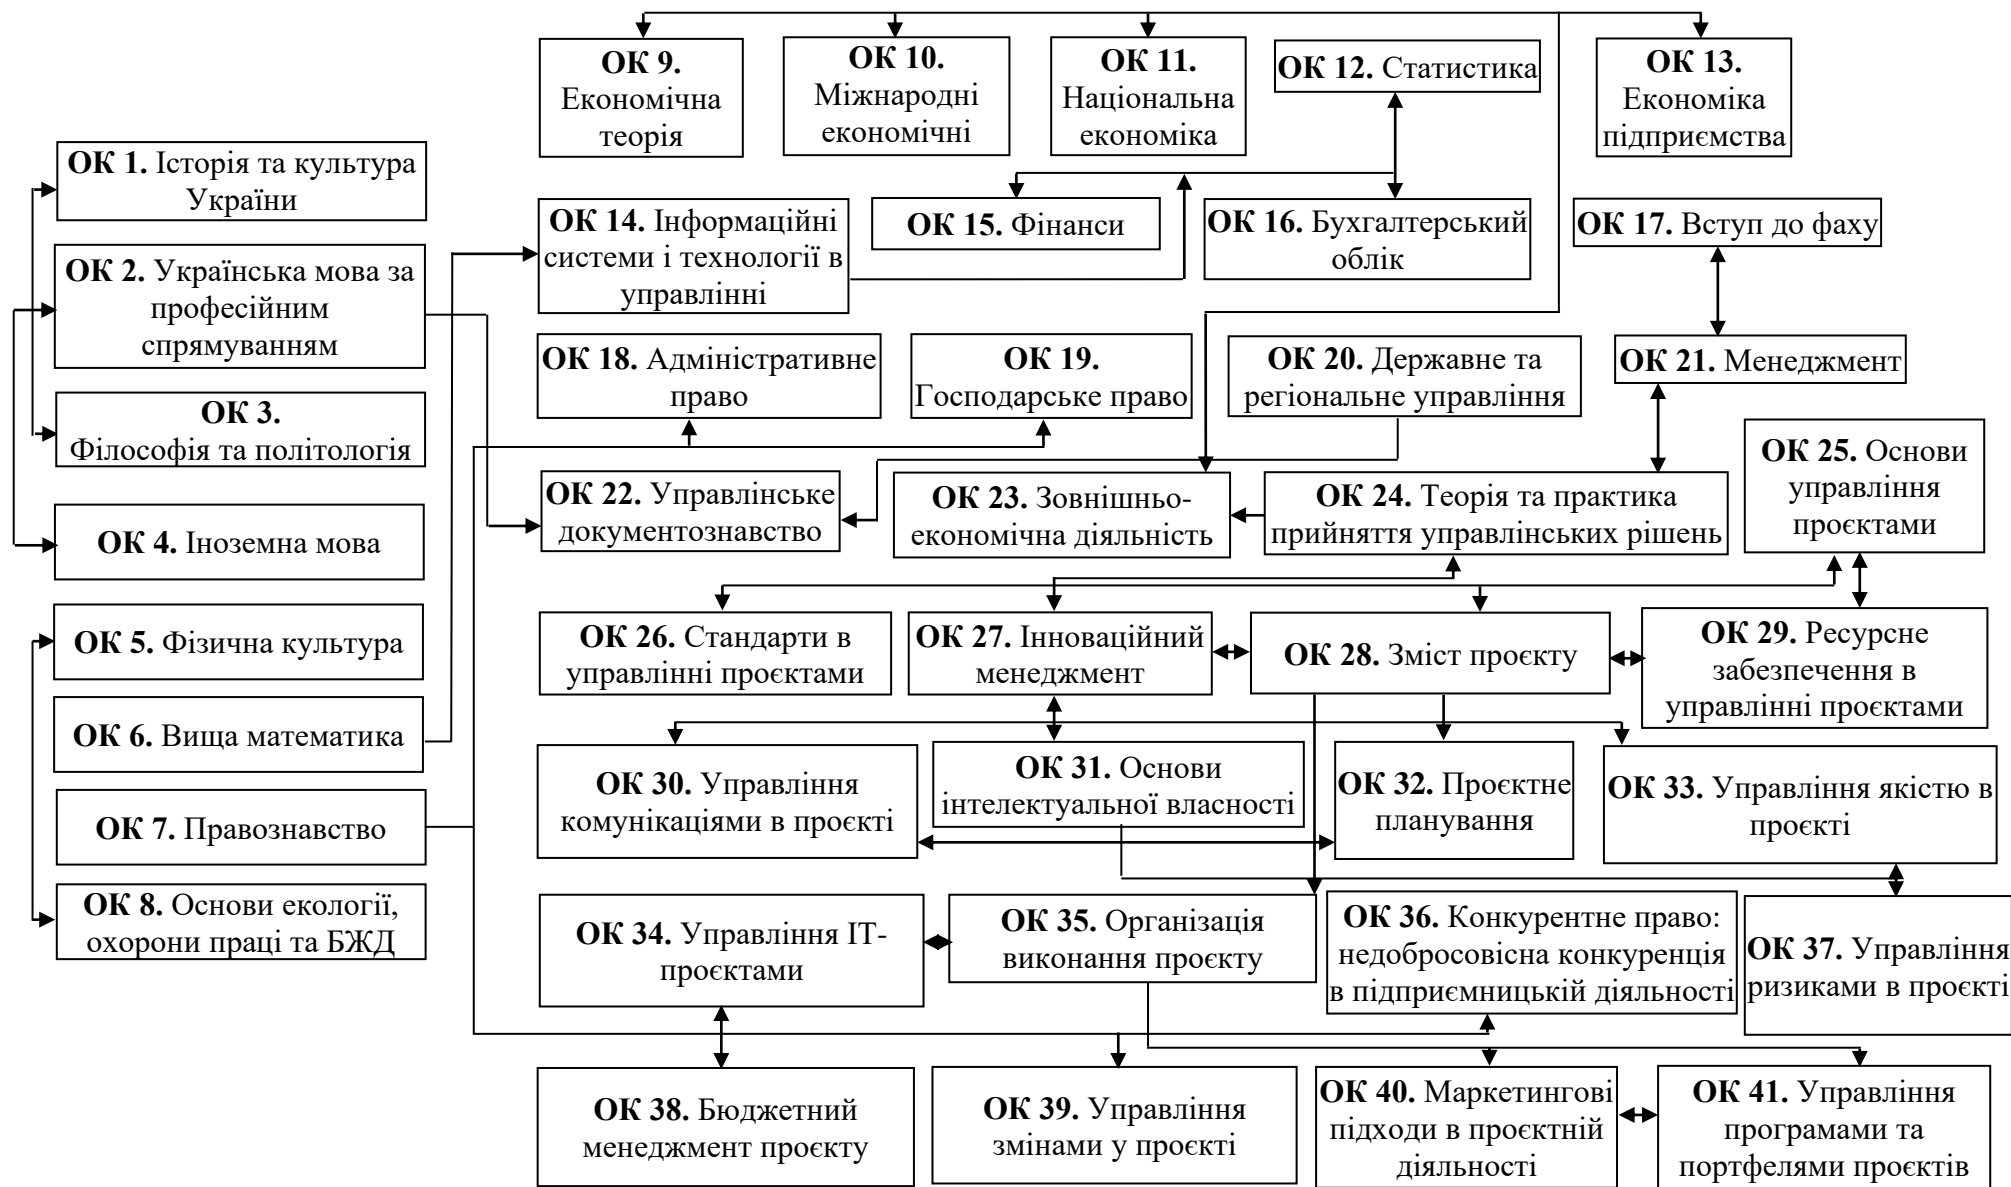 ОК 9.
Економічна
теорія
ОК 10.
Міжнародні
економічні
ОК 11.
Національна
економіка
ОК 12. Статистика
ОК 13.
Економіка
підприємства
ОК 1. Історія та культура
України
ОК 2. Українська мова за
професійним
спрямуванням
ОК 3.
Філософія та політологія
ОК 4. Іноземна мова
ОК 5. Фізична культура
ОК 6. Вища математика
ОК 7. Правознавство
ОК 8. Основи екології,
охорони праці та БЖД
ОК 14. Інформаційні
системи і технології в
управлінні
ОК 15. Фінанси
ОК 16. Бухгалтерський
облік
ОК 17. Вступ до фаху
ОК 18. Адміністративне
право
ОК 19.
Господарське право
ОК 20. Державне та
регіональне управління
ОК 21. Менеджмент
ОК 22. Управлінське
документознавство
ОК 23. Зовнішньо-
економічна діяльність
ОК 24. Теорія та практика
прийняття управлінських рішень
ОК 25. Основи
управління
проєктами
ОК 26. Стандарти в
управлінні проєктами
ОК 27. Інноваційний
менеджмент
ОК 28. Зміст проєкту
ОК 29. Ресурсне
забезпечення в
управлінні проєктами
ОК 30. Управління
комунікаціями в проєкті
ОК 31. Основи
інтелектуальної власності
ОК 32. Проєктне
планування
ОК 33. Управління якістю в
проєкті
ОК 34. Управління ІТ-
проєктами
ОК 35. Організація
виконання проєкту
ОК 36. Конкурентне право:
недобросовісна конкуренція
в підприємницькій діяльності
ОК 37. Управління
ризиками в проєкті
ОК 38. Бюджетний
менеджмент проєкту
ОК 39. Управління
змінами у проєкті
ОК 40. Маркетингові
підходи в проєктній
діяльності
ОК 41. Управління
програмами та
портфелями проєктів